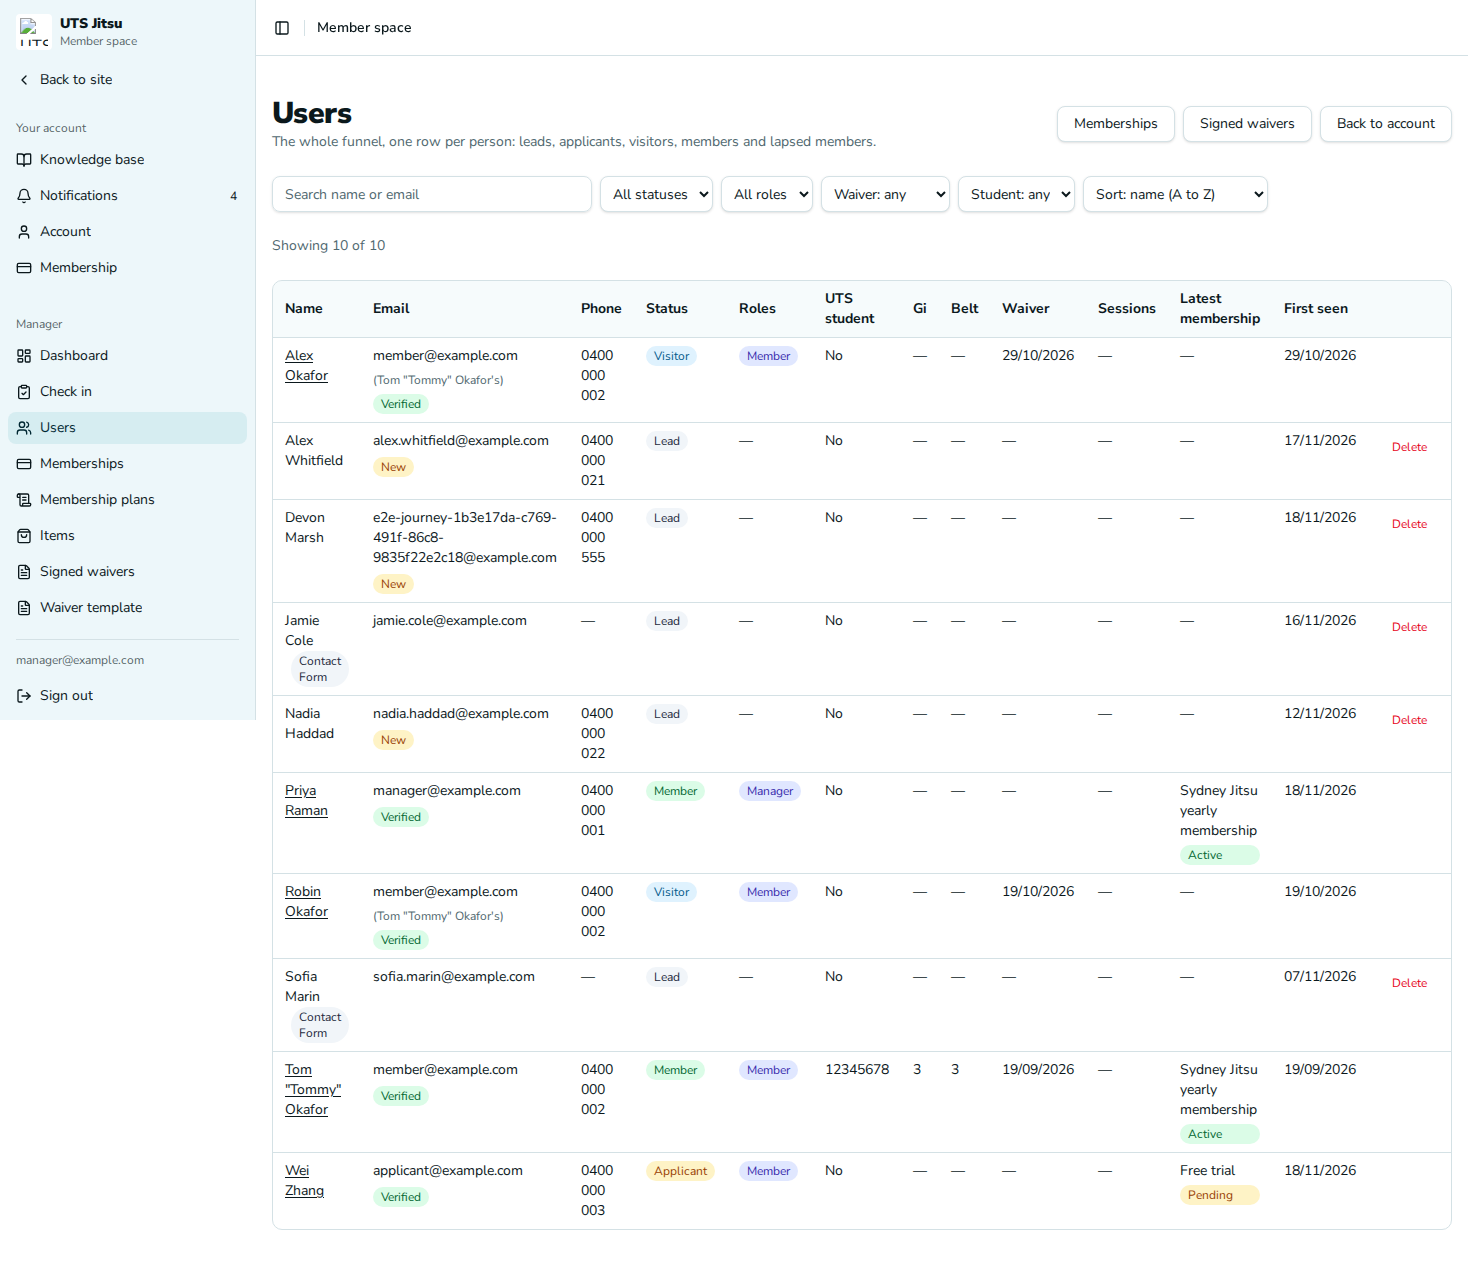 UTS Jitsu
Member space
Back to site
Your account
Knowledge base
Notifications 4
Account
Membership
Manager
Dashboard
Check in
Users
Memberships
Membership plans
Items
Signed waivers
Waiver template
manager@example.com
Sign out
Member space
Users
The whole funnel, one row per person: leads, applicants, visitors, members and lapsed members.
Memberships Signed waivers Back to account
Search name or email All statuses All roles Waiver: any Student: any Sort: name (A to Z)
Showing 10 of 10
Name Email Phone Status Roles UTS student Gi Belt Waiver Sessions Latest membership First seen
Alex Okafor member@example.com (Tom "Tommy" Okafor's) Verified 0400 000 002 Visitor Member No — — 29/10/2026 — — 29/10/2026
Alex Whitfield alex.whitfield@example.com New 0400 000 021 Lead — No — — — — — 17/11/2026 Delete
Devon Marsh e2e-journey-1b3e17da-c769-491f-86c8-9835f22e2c18@example.com New 0400 000 555 Lead — No — — — — — 18/11/2026 Delete
Jamie Cole Contact Form jamie.cole@example.com — Lead — No — — — — — 16/11/2026 Delete
Nadia Haddad nadia.haddad@example.com New 0400 000 022 Lead — No — — — — — 12/11/2026 Delete
Priya Raman manager@example.com Verified 0400 000 001 Member Manager No — — — — Sydney Jitsu yearly membership Active 18/11/2026
Robin Okafor member@example.com (Tom "Tommy" Okafor's) Verified 0400 000 002 Visitor Member No — — 19/10/2026 — — 19/10/2026
Sofia Marin Contact Form sofia.marin@example.com — Lead — No — — — — — 07/11/2026 Delete
Tom "Tommy" Okafor member@example.com Verified 0400 000 002 Member Member 12345678 3 3 19/09/2026 — Sydney Jitsu yearly membership Active 19/09/2026
Wei Zhang applicant@example.com Verified 0400 000 003 Applicant Member No — — — — Free trial Pending 18/11/2026